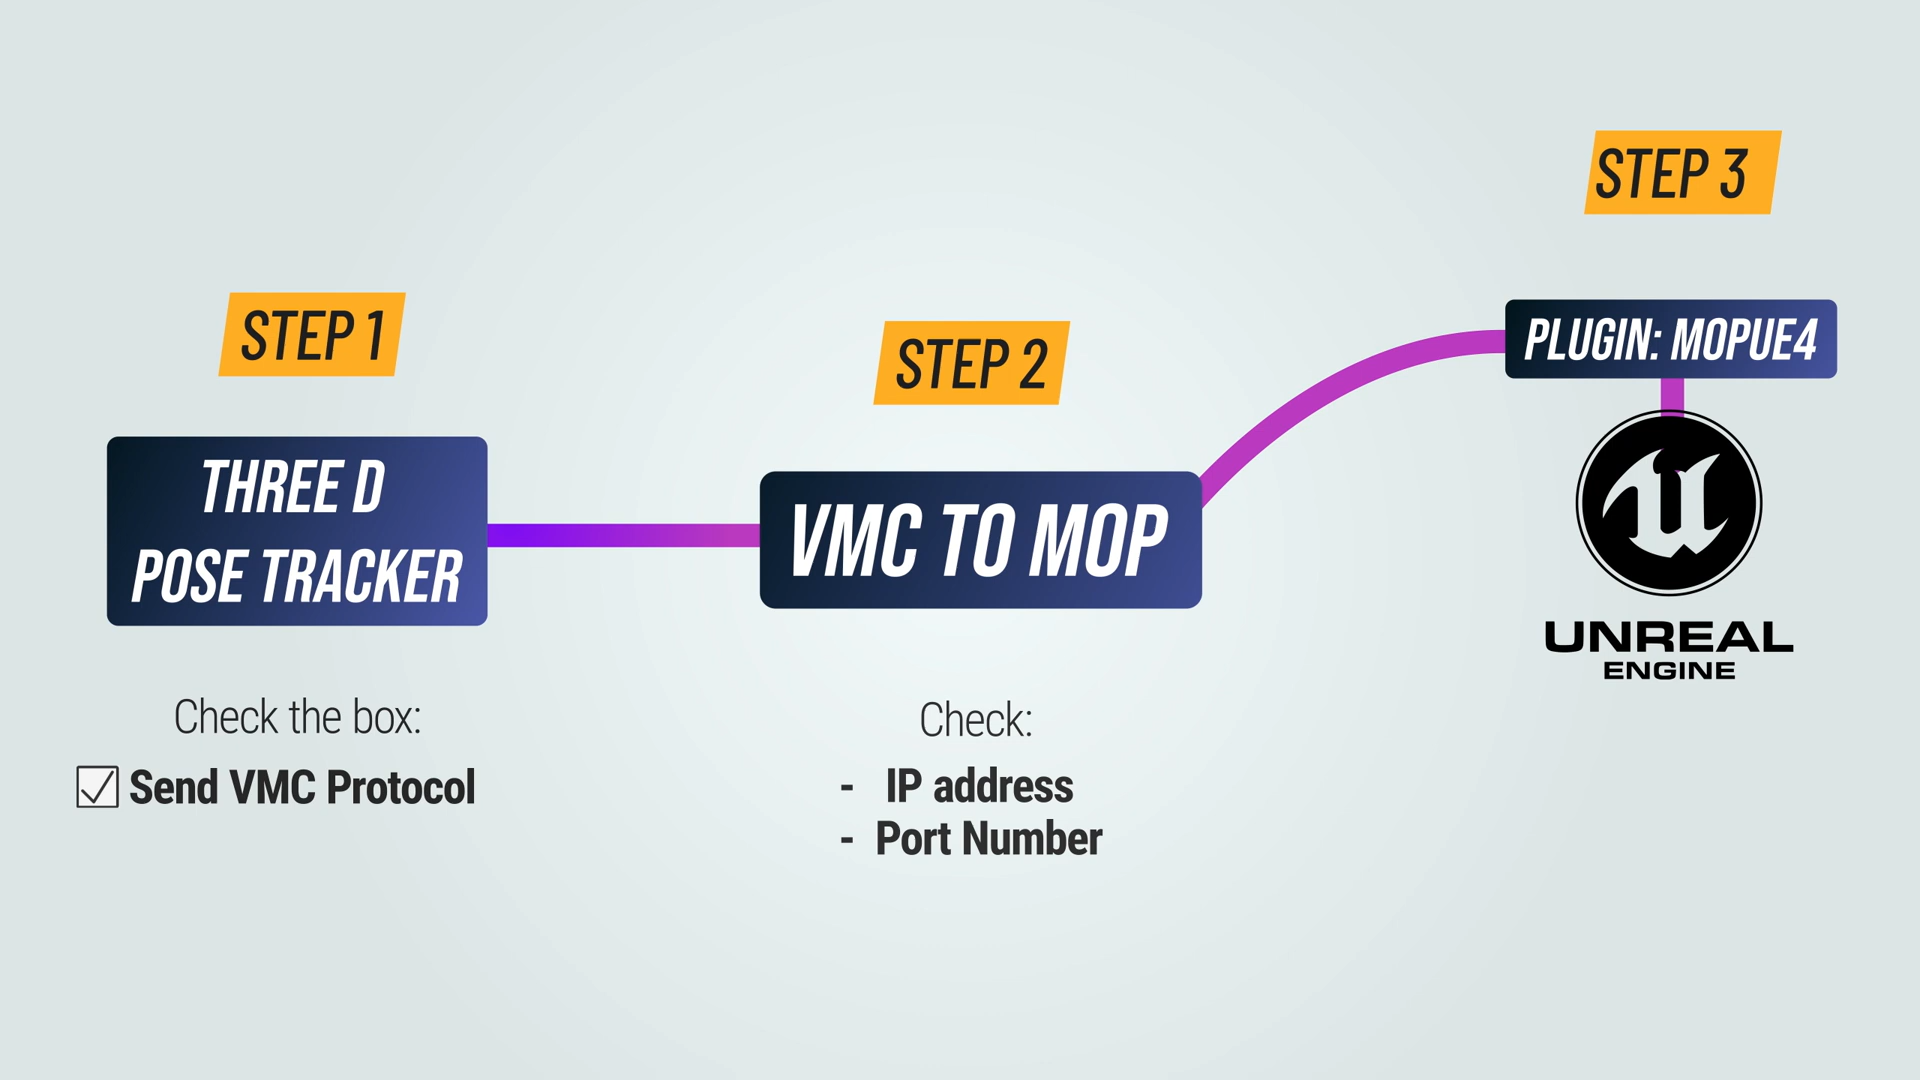 STEP 1
THREE D
POSE TRACKER
Check the box:
Send VMC Protocol
STEP 2
VMC TO MOP
Check:
- IP address
- Port Number
STEP 3
PLUGIN: MOPUE4
UNREAL
ENGINE